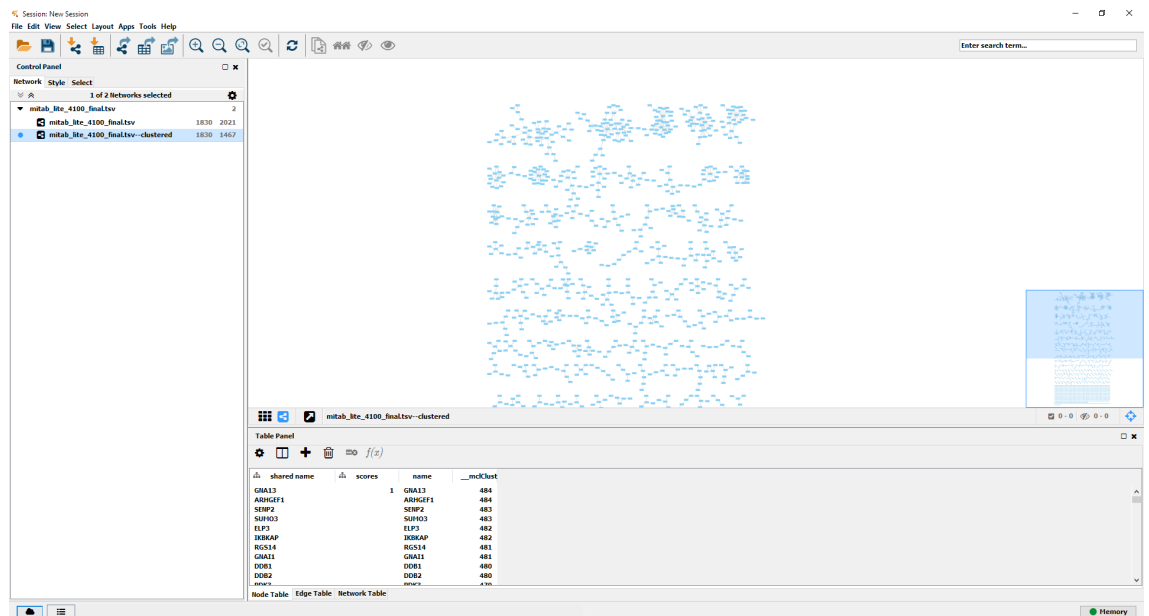 Session: New Session
File Edit View Select Layout Apps Tools Help
Enter search term...
Control Panel
Network Style Select
1 of 2 Networks selected
mitab_lite_4100_final.tsv 2
mitab_lite_4100_final.tsv 1830 2021
mitab_lite_4100_final.tsv--clustered 1830 1467
mitab_lite_4100_final.tsv--clustered
0 - 0 0 - 0
Table Panel
f(x)
shared name scores name __mclClust
GNA13 1 GNA13 484
ARHGEF1 ARHGEF1 484
SENP2 SENP2 483
SUMO3 SUMO3 483
ELP3 ELP3 482
IKBKAP IKBKAP 482
RGS14 RGS14 481
GNAI1 GNAI1 481
DDB1 DDB1 480
DDB2 DDB2 480
Node Table Edge Table Network Table
Memory